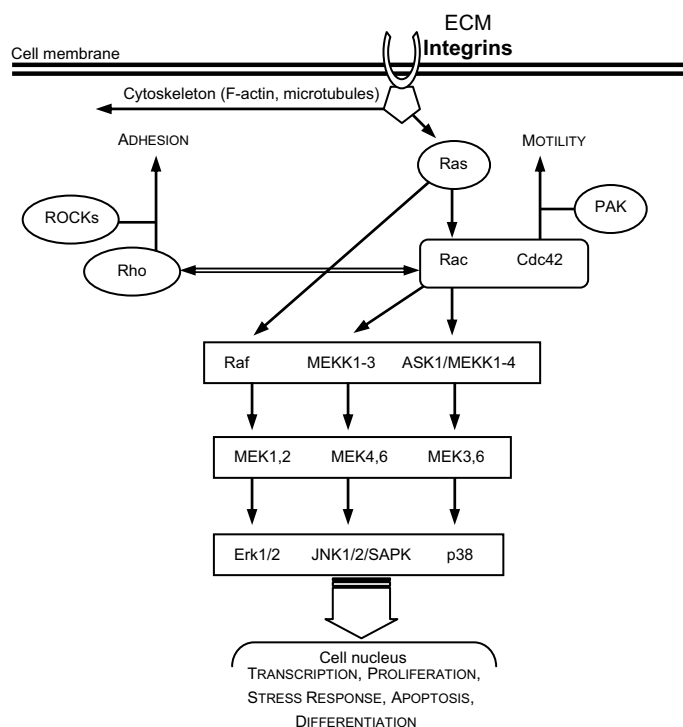 ECM
Integrins
Cell membrane
Cytoskeleton (F-actin, microtubules)
ADHESION
MOTILITY
Ras
ROCKs
PAK
Rho
Rac Cdc42
Raf MEKK1-3 ASK1/MEKK1-4
MEK1,2 MEK4,6 MEK3,6
Erk1/2 JNK1/2/SAPK p38
Cell nucleus
TRANSCRIPTION, PROLIFERATION,
STRESS RESPONSE, APOPTOSIS,
DIFFERENTIATION